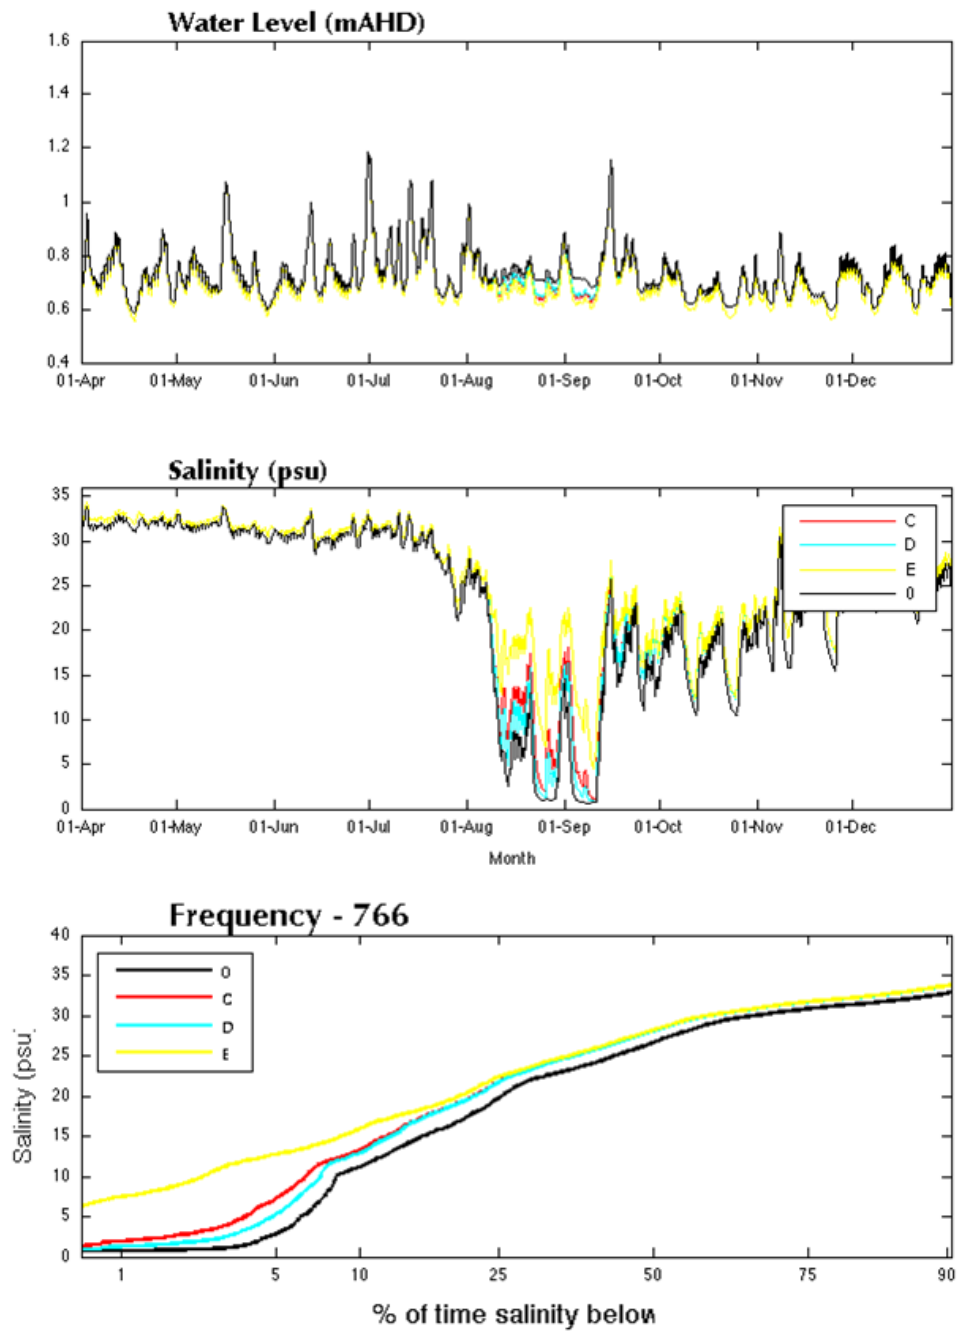 Water Level (mAHD)
1.6
1.4
1.2
1
0.8
0.6
0.4
01-Apr 01-May 01-Jun 01-Jul 01-Aug 01-Sep 01-Oct 01-Nov 01-Dec
Salinity (psu)
35
30
25
20
15
10
5
0
C
D
E
0
01-Apr 01-May 01-Jun 01-Jul 01-Aug 01-Sep 01-Oct 01-Nov 01-Dec
Month
Frequency - 766
40
35
30
25
20
15
10
5
0
Salinity (psu)
0
C
D
E
1 5 10 25 50 75 90
% of time salinity below